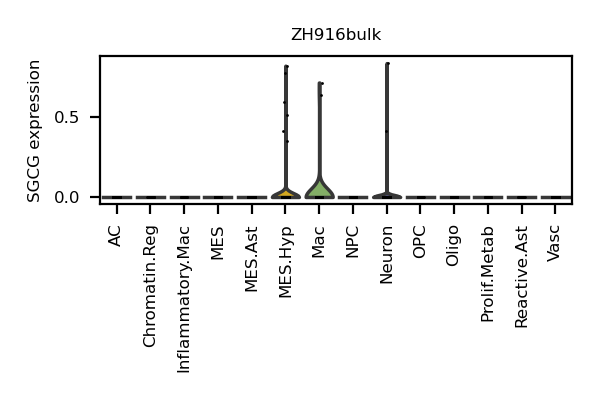 ZH916bulk
SGCG expression
0.5
0.0
AC
Chromatin.Reg
Inflammatory.Mac
MES
MES.Ast
MES.Hyp
Mac
NPC
Neuron
OPC
Oligo
Prolif.Metab
Reactive.Ast
Vasc